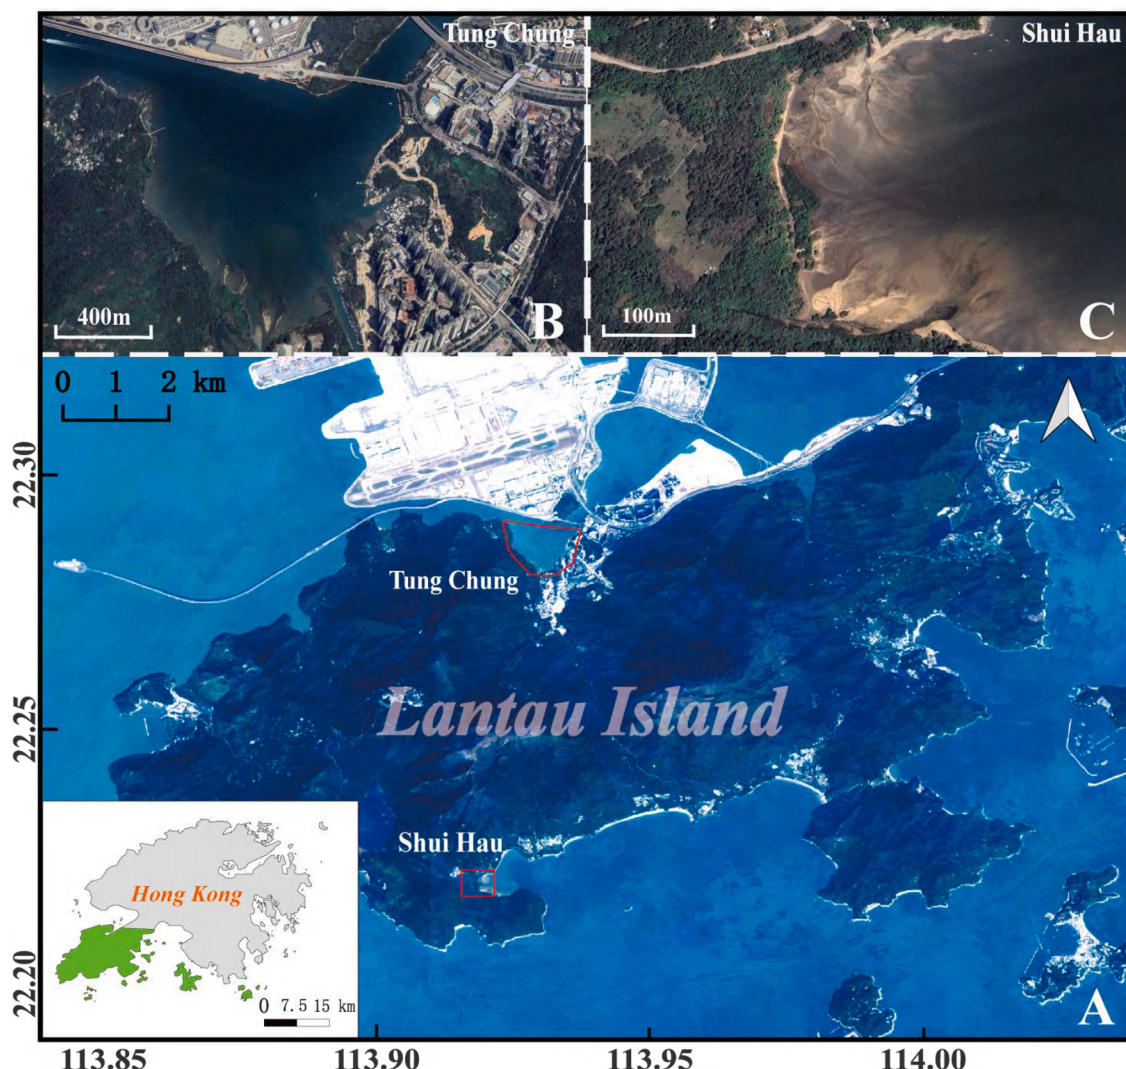 Tung Chung
400m
B
Shui Hau
100m
C
0 1 2 km
22.30
22.25
22.20
Tung Chung
Lantau Island
Shui Hau
Hong Kong
0 7.5 15 km
A
113.85 113.90 113.95 114.00